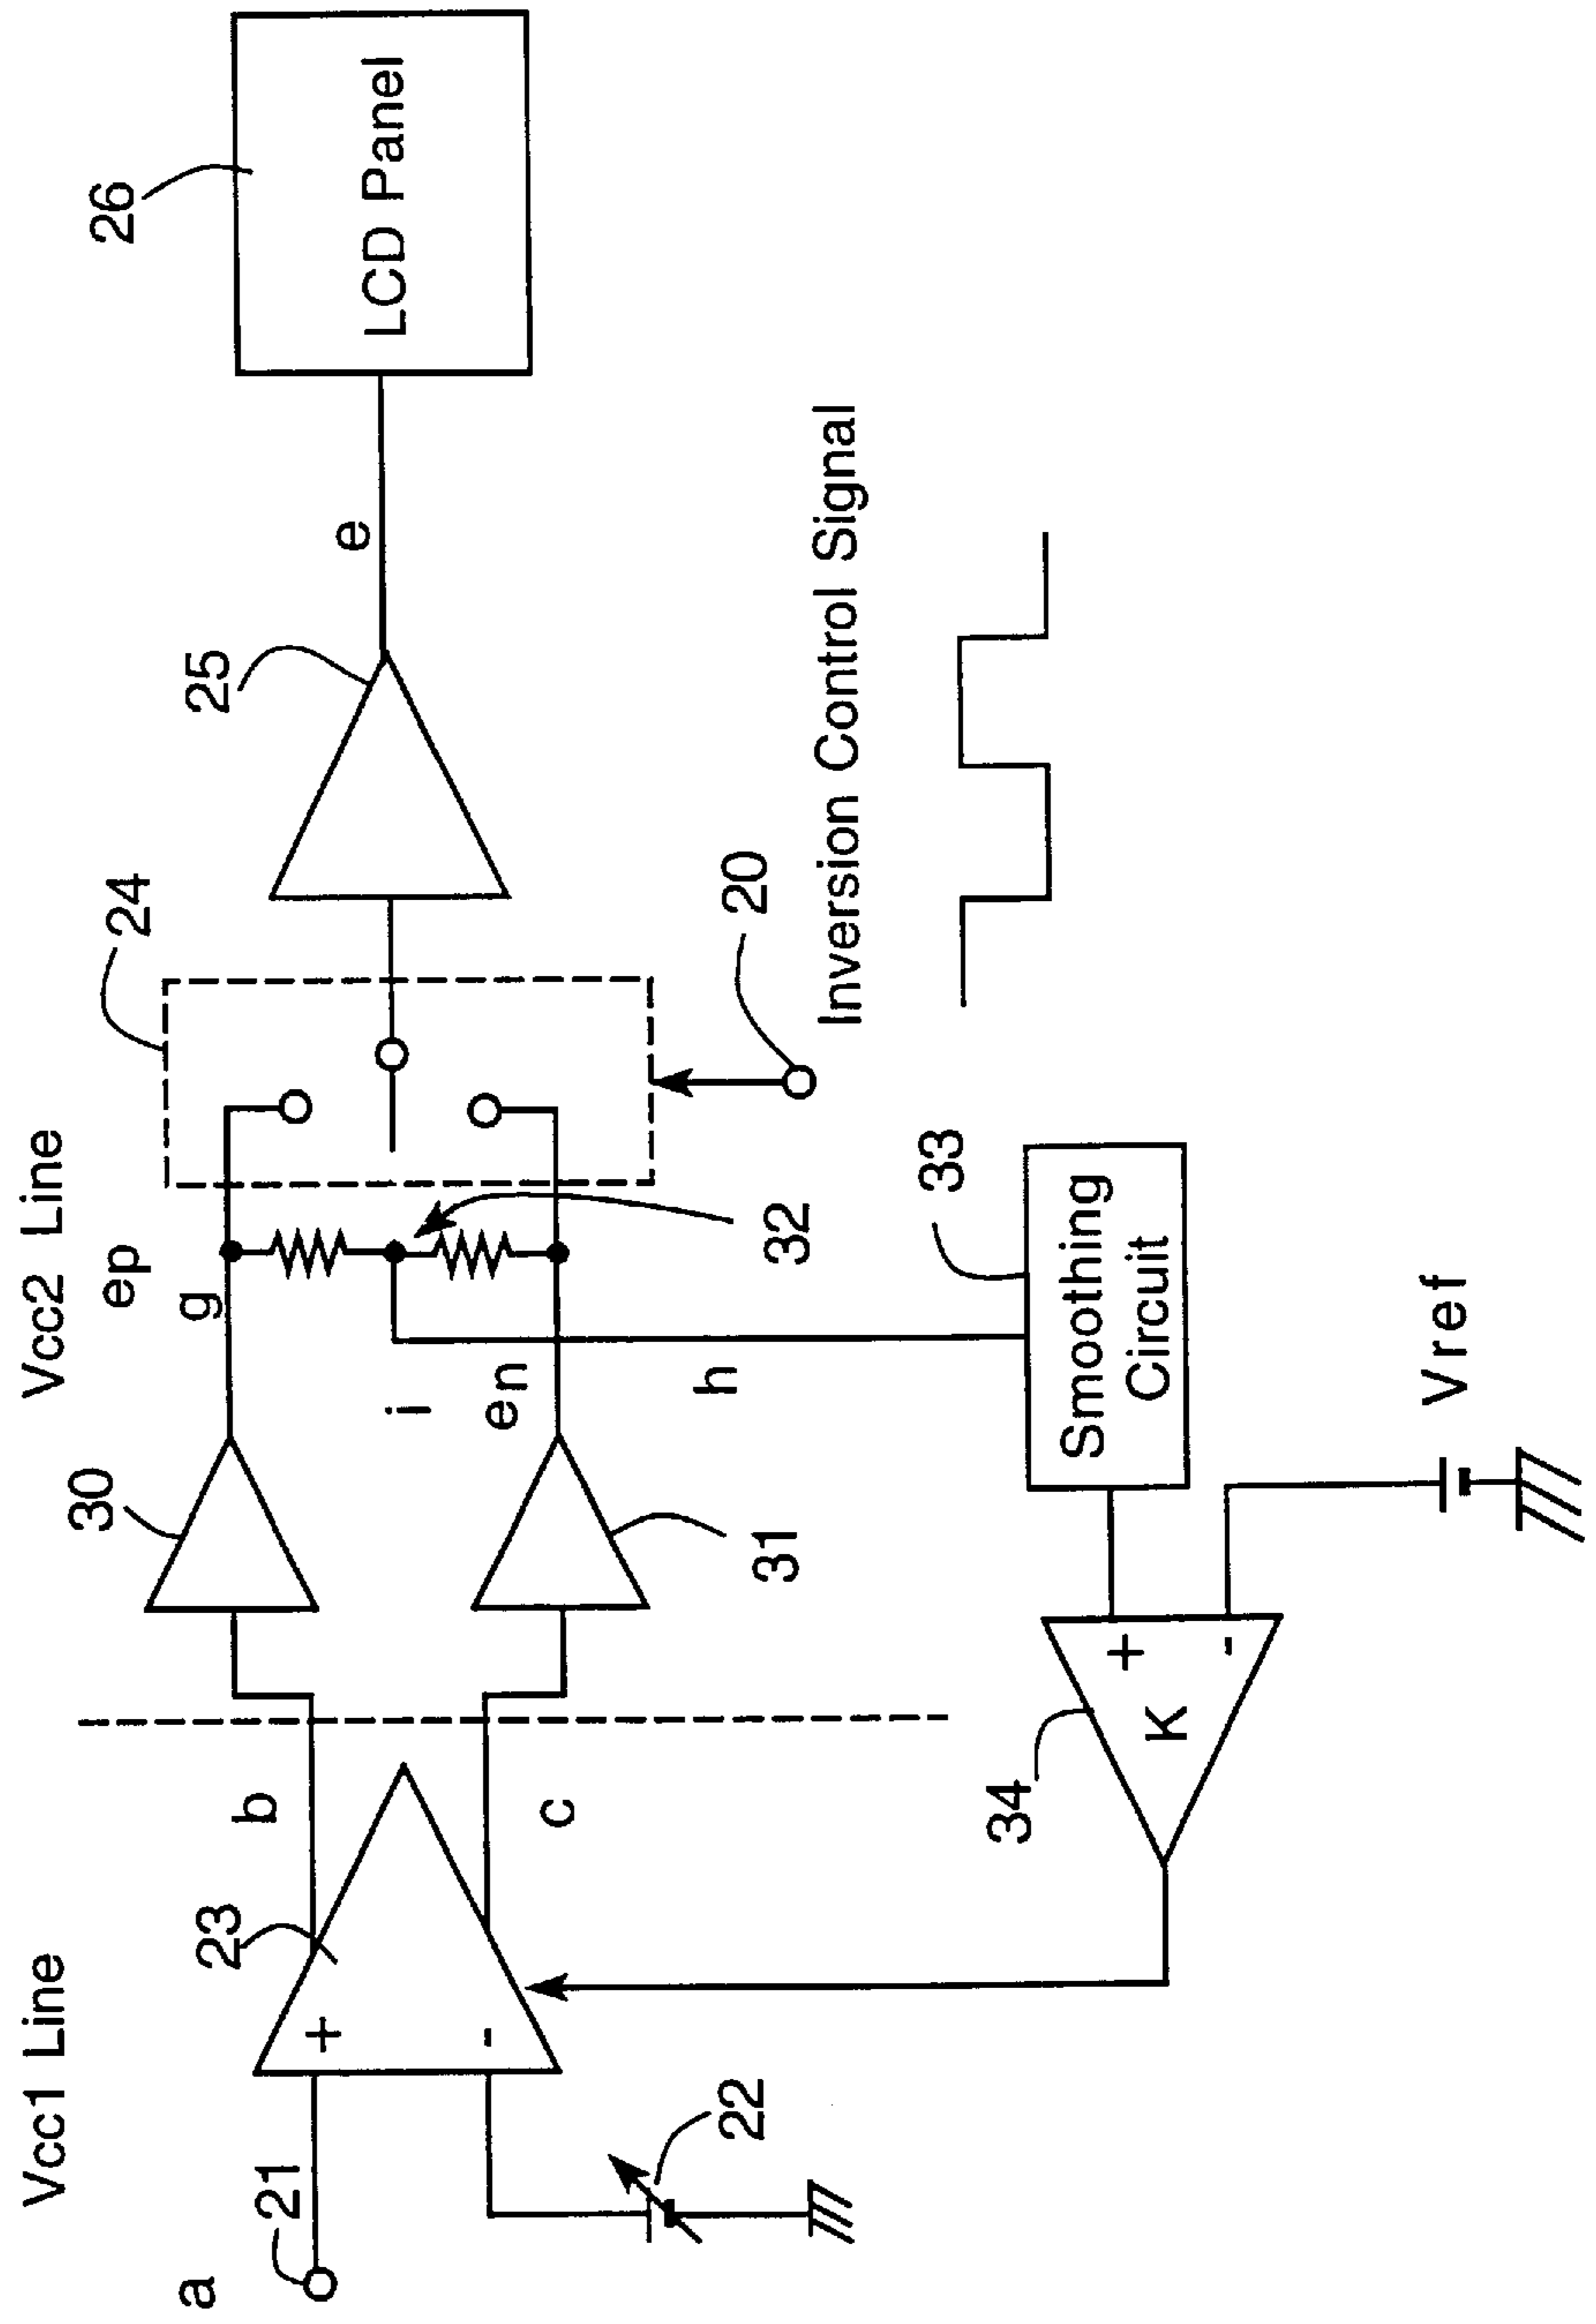 Vcc1 Line
Vcc2 Line
a
21
22
23
+
-
b
c
30
31
ep
g
i
en
h
32
24
20
25
e
26
LCD Panel
Inversion Control Signal
33
Smoothing
Circuit
34
K
+
-
Vref